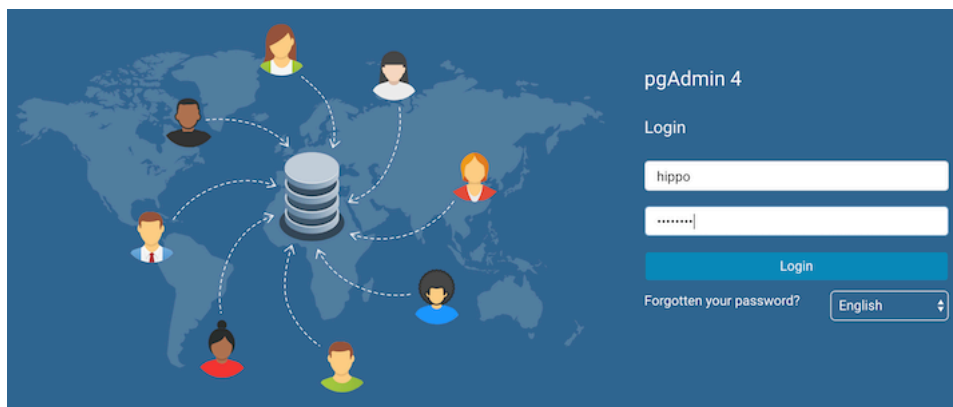 pgAdmin 4
Login
hippo
••••••••
Login
Forgotten your password?
English